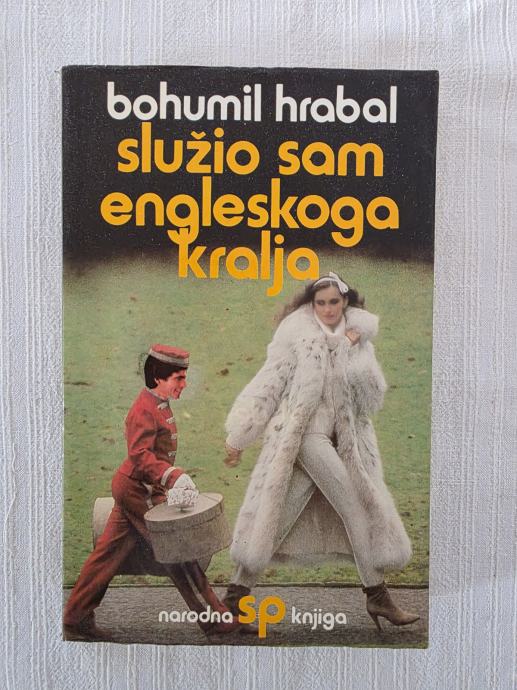 bohumil hrabal
služio sam
engleskoga
kralja
narodna sp knjiga